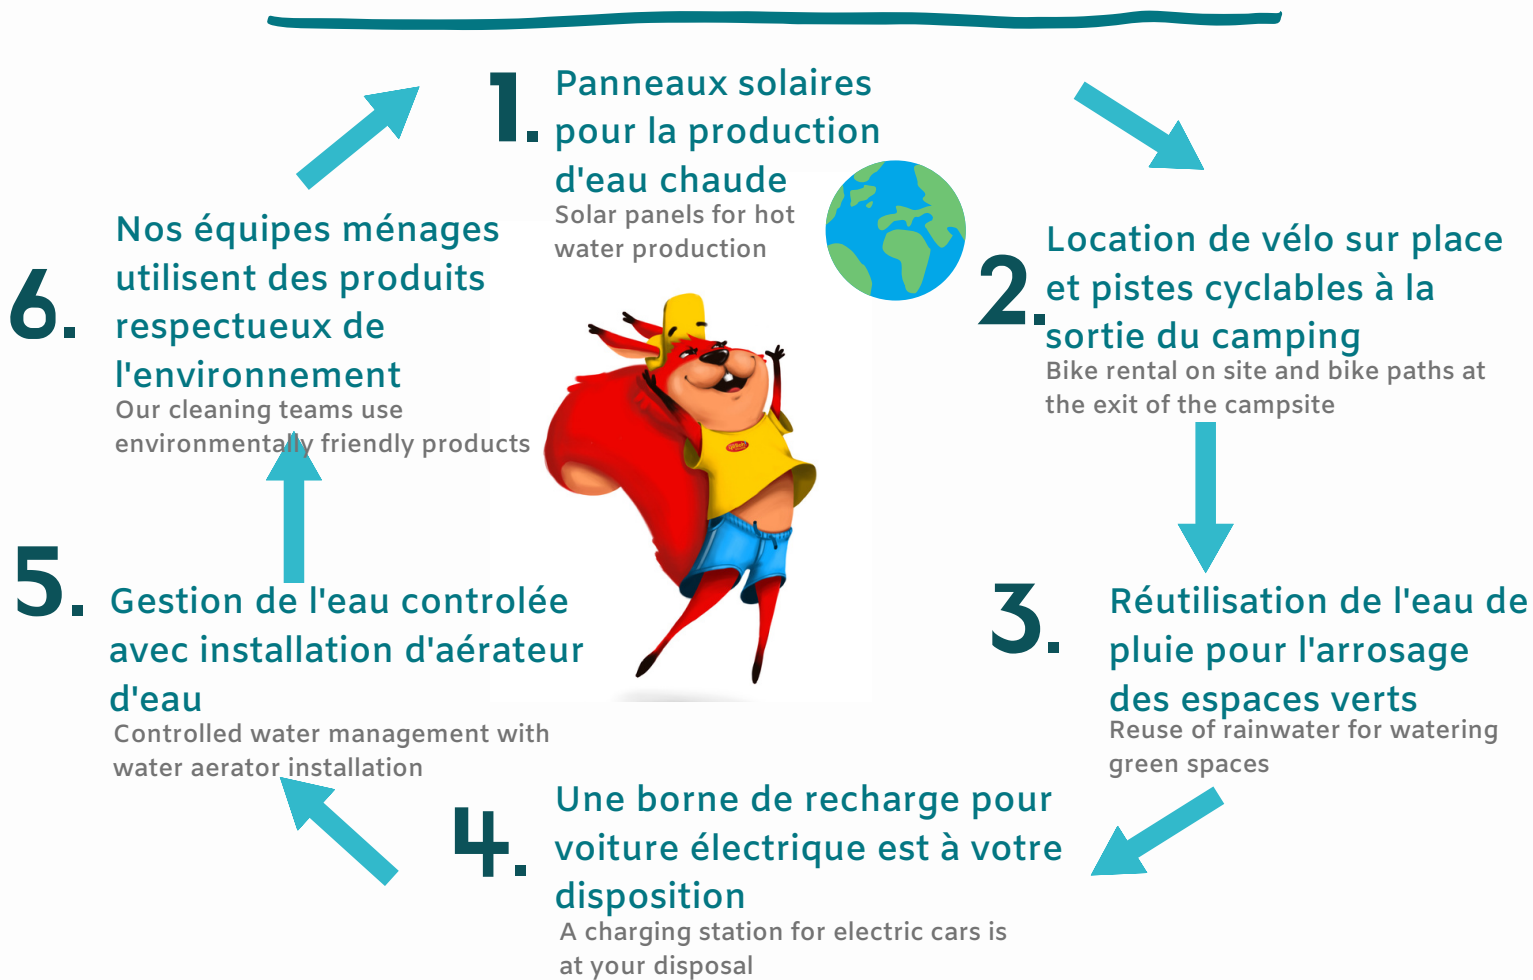 1.
Panneaux solaires
pour la production
d'eau chaude
Solar panels for hot
water production
2.
Location de vélo sur place
et pistes cyclables à la
sortie du camping
Bike rental on site and bike paths at
the exit of the campsite
3.
Réutilisation de l'eau de
pluie pour l'arrosage
des espaces verts
Reuse of rainwater for watering
green spaces
4.
Une borne de recharge pour
voiture électrique est à votre
disposition
A charging station for electric cars is
at your disposal
5.
Gestion de l'eau controlée
avec installation d'aérateur
d'eau
Controlled water management with
water aerator installation
6.
Nos équipes ménages
utilisent des produits
respectueux de
l'environnement
Our cleaning teams use
environmentally friendly products